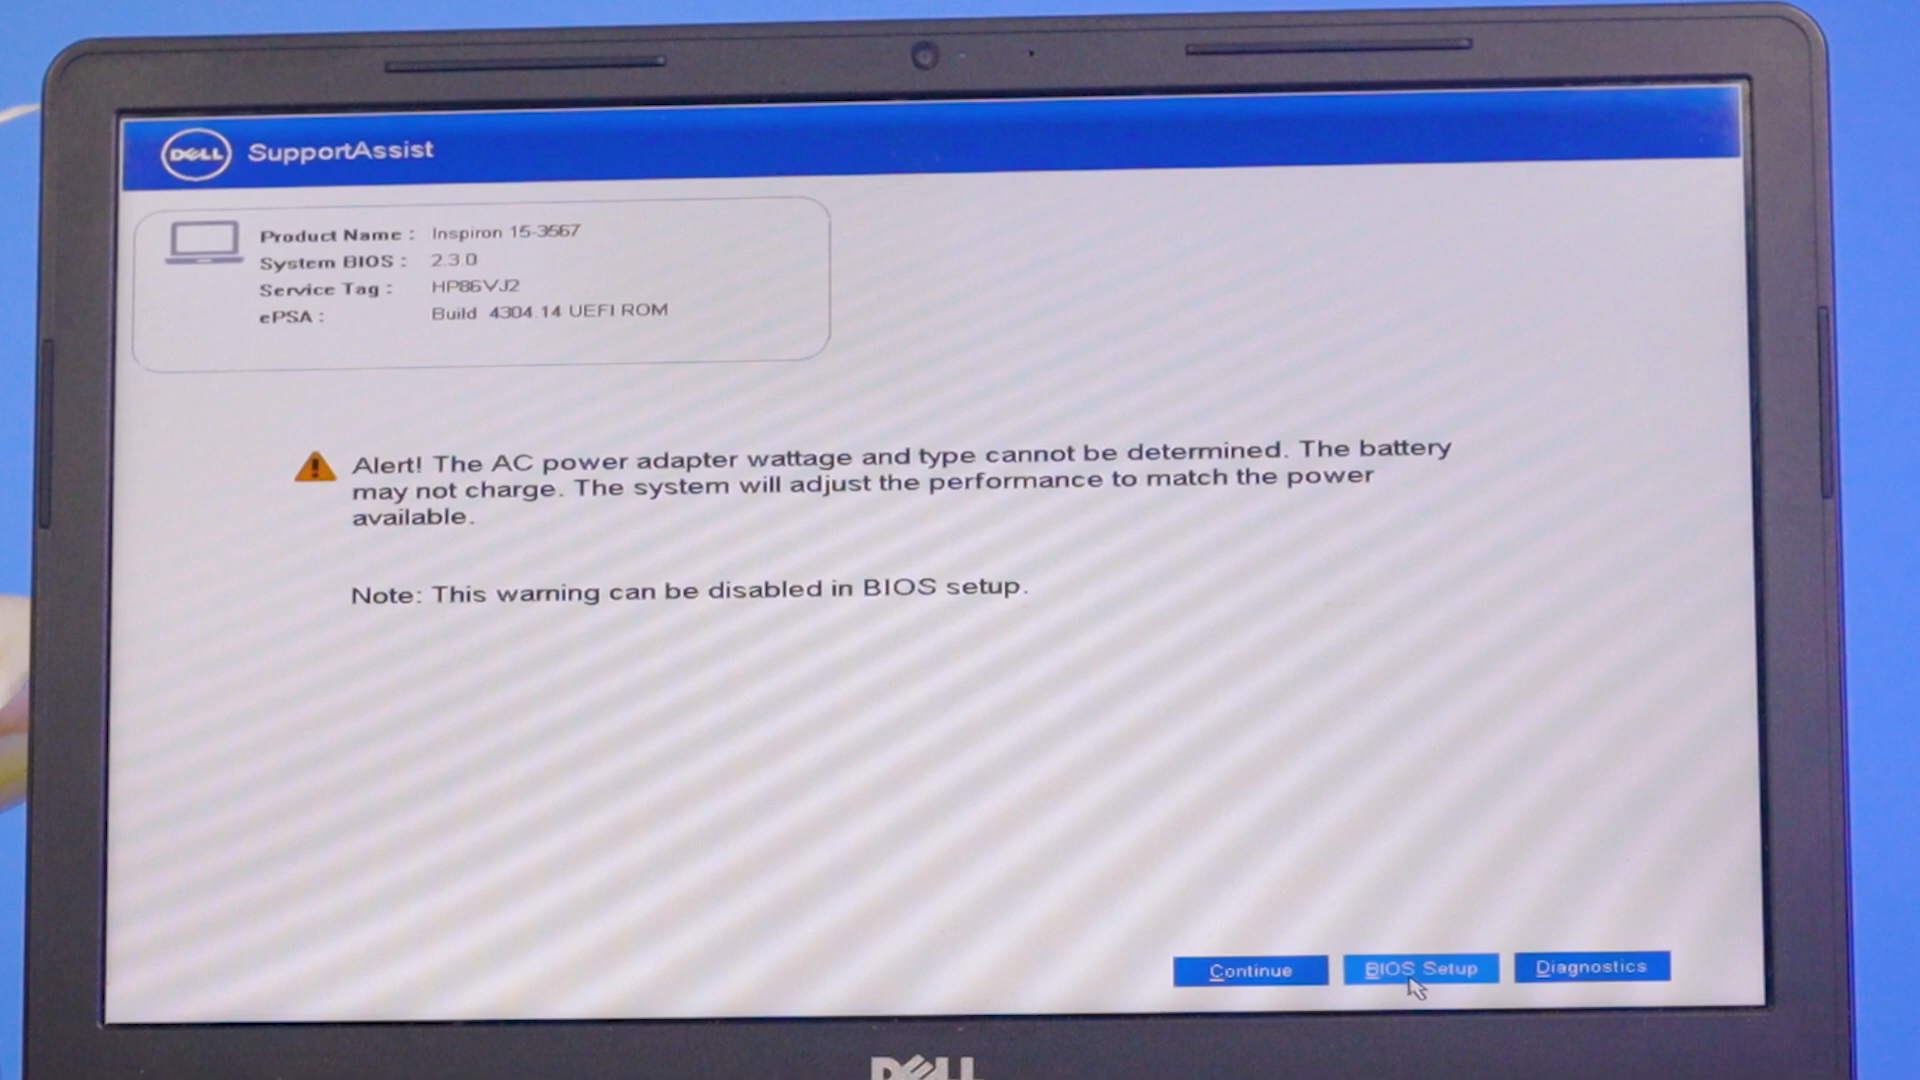 DELL SupportAssist
Product Name : Inspiron 15-3567
System BIOS : 2.3.0
Service Tag : HP86VJ2
ePSA : Build 4304.14 UEFI ROM
Alert! The AC power adapter wattage and type cannot be determined. The battery
may not charge. The system will adjust the performance to match the power
available.
Note: This warning can be disabled in BIOS setup.
Continue BIOS Setup Diagnostics
DELL